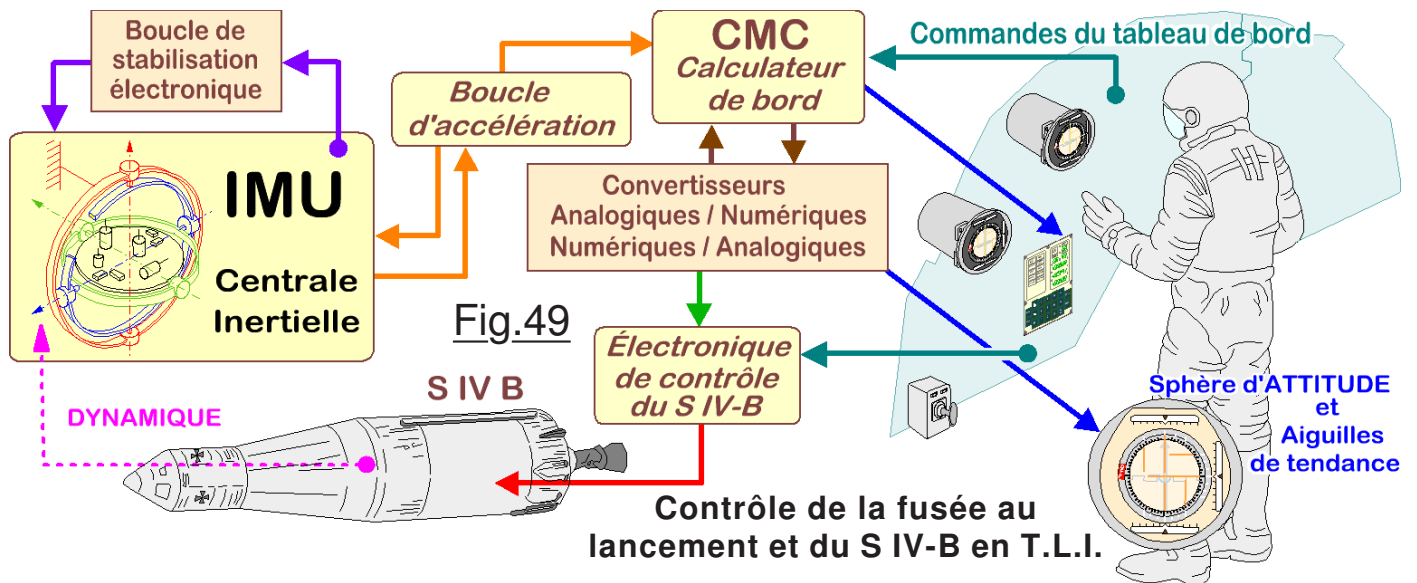 Boucle de
stabilisation
électronique
IMU
Centrale
Inertielle
Boucle
d'accélération
CMC
Calculateur
de bord
Convertisseurs
Analogiques / Numériques
Numériques / Analogiques
Commandes du tableau de bord
Fig.49
Électronique
de contrôle
du S IV-B
S IV B
DYNAMIQUE
Sphère d'ATTITUDE
et
Aiguilles
de tendance
Contrôle de la fusée au
lancement et du S IV-B en T.L.I.